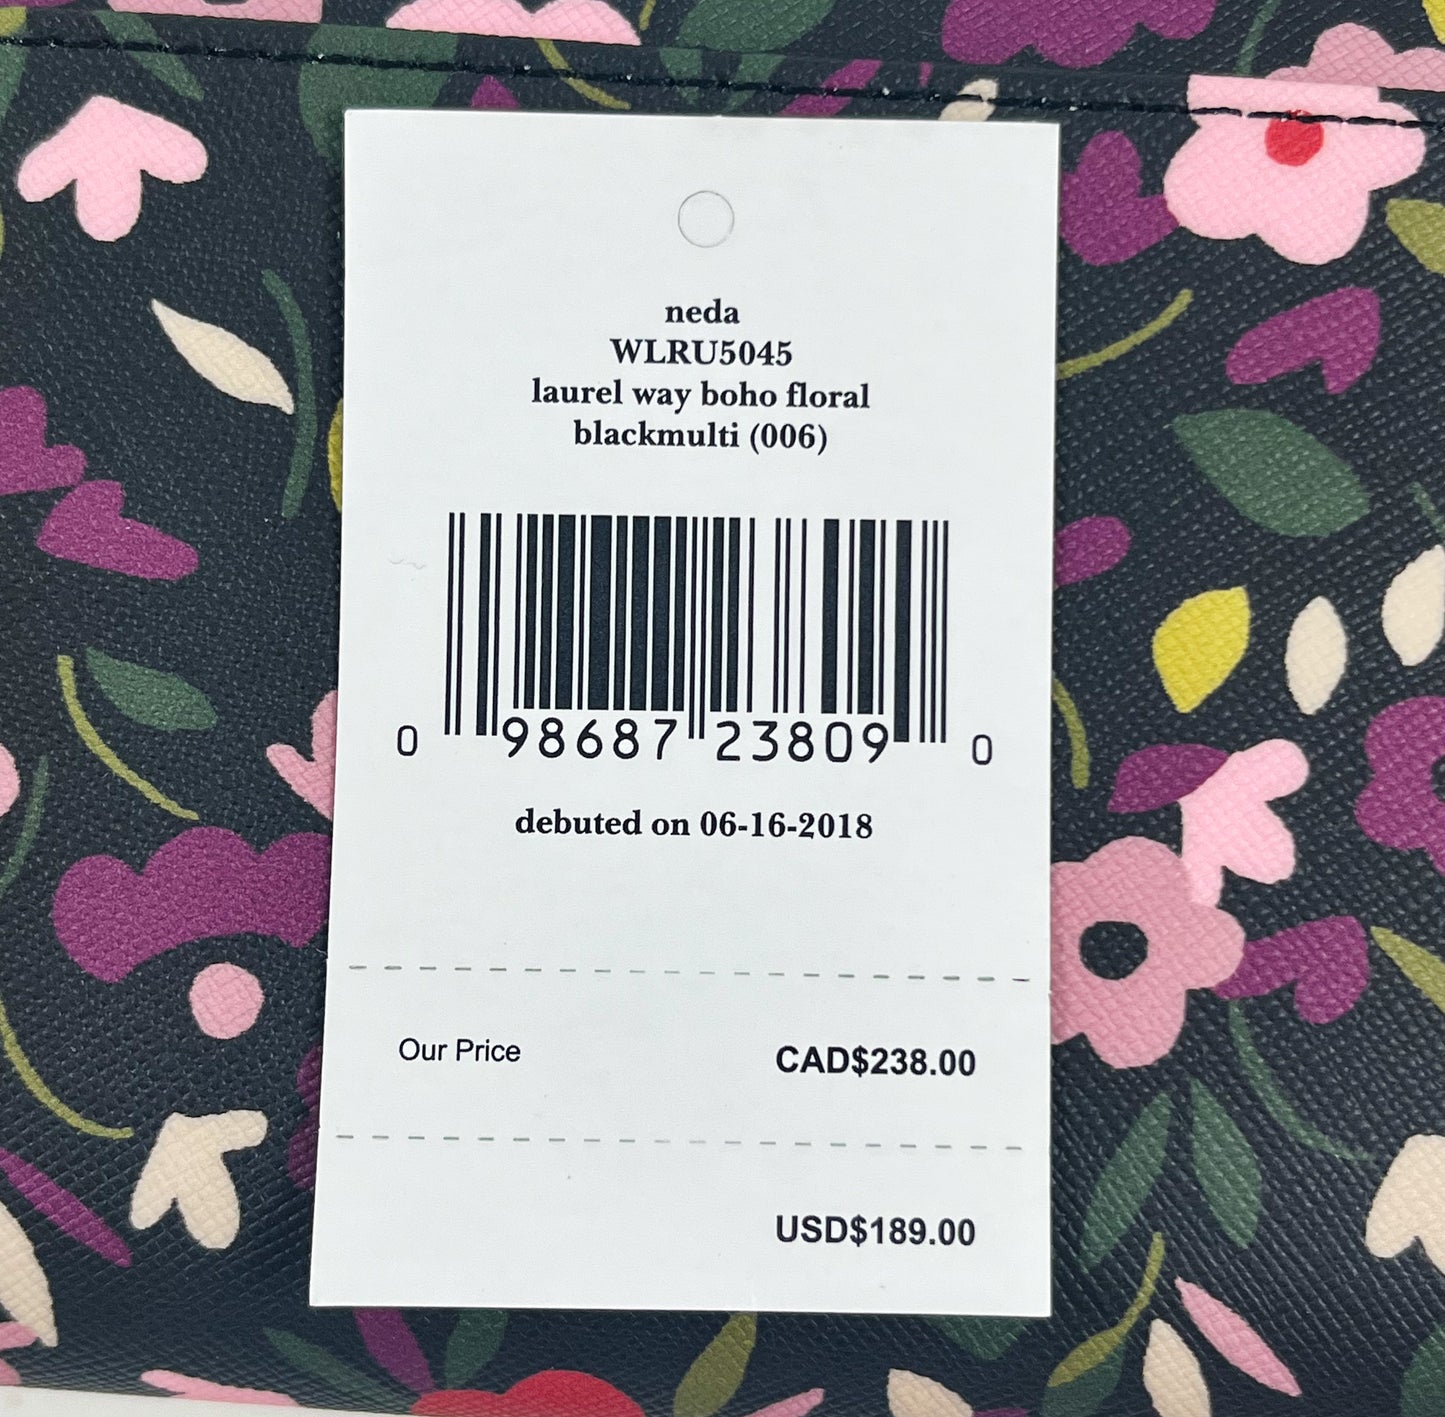 neda
WLRU5045
laurel way boho floral
blackmulti (006)
0 98687 23809 0
debuted on 06-16-2018
Our Price CAD$238.00
USD$189.00